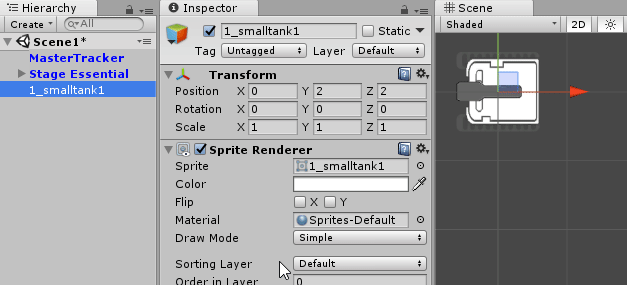 Hierarchy
Create
All
Scene1*
MasterTracker
Stage Essential
1_smalltank1
Inspector
1_smalltank1
Static
Tag Untagged Layer Default
Transform
Position X 0 Y 2 Z 2
Rotation X 0 Y 0 Z 0
Scale X 1 Y 1 Z 1
Sprite Renderer
Sprite 1_smalltank1
Color
Flip X Y
Material Sprites-Default
Draw Mode Simple
Sorting Layer Default
Order in Layer 0
Scene
Shaded 2D